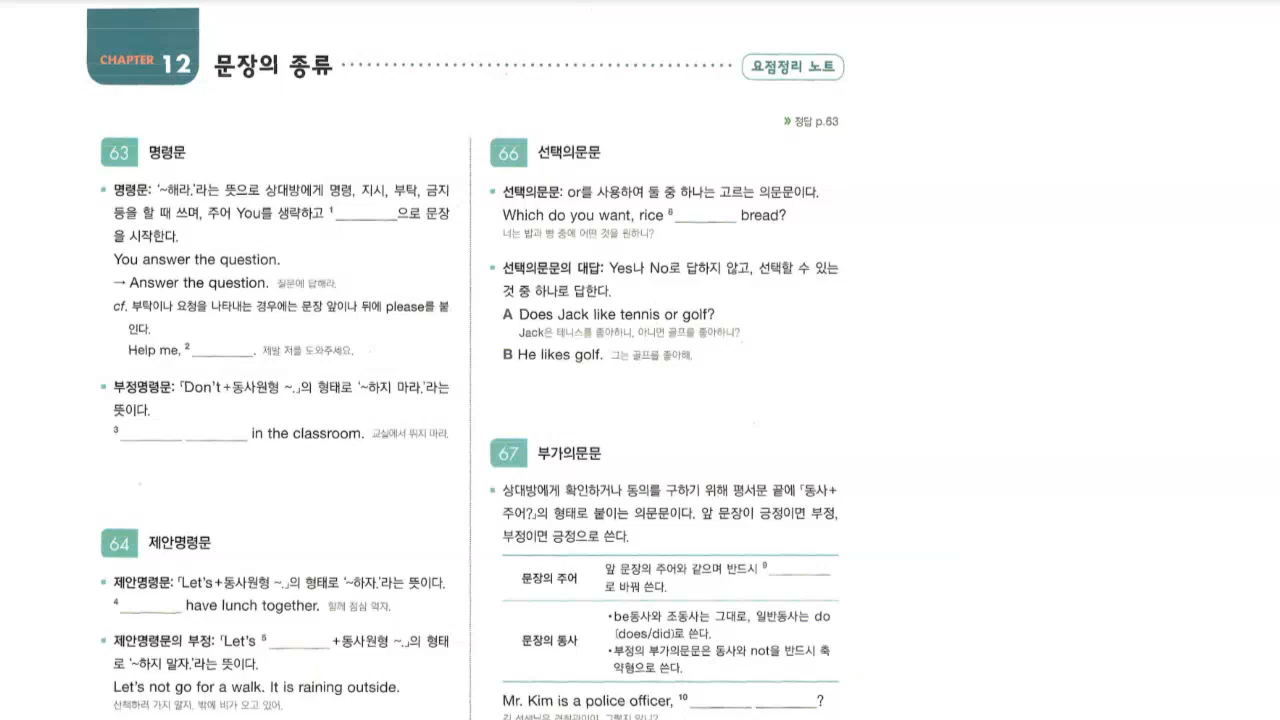 CHAPTER 12 문장의 종류 요점정리 노트
» 정답 p.63
63 명령문
명령문: '~해라.'라는 뜻으로 상대방에게 명령, 지시, 부탁, 금지
등을 할 때 쓰며, 주어 You를 생략하고 1 ________으로 문장
을 시작한다.
You answer the question.
→ Answer the question. 질문에 답해라.
cf. 부탁이나 요청을 나타내는 경우에는 문장 앞이나 뒤에 please를 붙
인다.
Help me, 2 ________. 제발 저를 도와주세요.
부정명령문: 「Don't+동사원형 ~.」의 형태로 '~하지 마라.'라는
뜻이다.
3 ________ ________ in the classroom. 교실에서 뛰지 마라.
64 제안명령문
제안명령문: 「Let's+동사원형 ~.」의 형태로 '~하자.'라는 뜻이다.
4 ________ have lunch together. 함께 점심 먹자.
제안명령문의 부정: 「Let's 5 ________ +동사원형 ~.」의 형태
로 '~하지 말자.'라는 뜻이다.
Let's not go for a walk. It is raining outside.
산책하러 가지 말자. 밖에 비가 오고 있어.
66 선택의문문
선택의문문: or를 사용하여 둘 중 하나는 고르는 의문문이다.
Which do you want, rice 8 ________ bread?
너는 밥과 빵 중에 어떤 것을 원하니?
선택의문문의 대답: Yes나 No로 답하지 않고, 선택할 수 있는
것 중 하나로 답한다.
A Does Jack like tennis or golf?
Jack은 테니스를 좋아하니, 아니면 골프를 좋아하니?
B He likes golf. 그는 골프를 좋아해.
67 부가의문문
상대방에게 확인하거나 동의를 구하기 위해 평서문 끝에 「동사+
주어?」의 형태로 붙이는 의문문이다. 앞 문장이 긍정이면 부정,
부정이면 긍정으로 쓴다.
문장의 주어
앞 문장의 주어와 같으며 반드시 9 ________
로 바꿔 쓴다.
문장의 동사
•be동사와 조동사는 그대로, 일반동사는 do
(does/did)로 쓴다.
•부정의 부가의문문은 동사와 not을 반드시 축
약형으로 쓴다.
Mr. Kim is a police officer, 10 ________ ________?
김 선생님은 경찰관이야, 그렇지 않니?